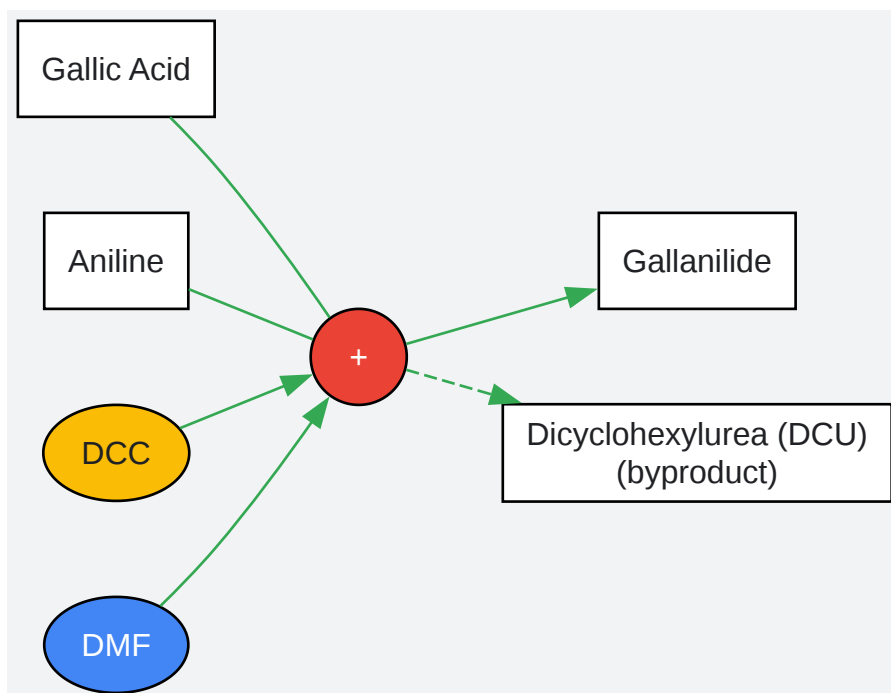 Gallic Acid
Aniline
Gallanilide
+
DCC
Dicyclohexylurea (DCU)
(byproduct)
DMF